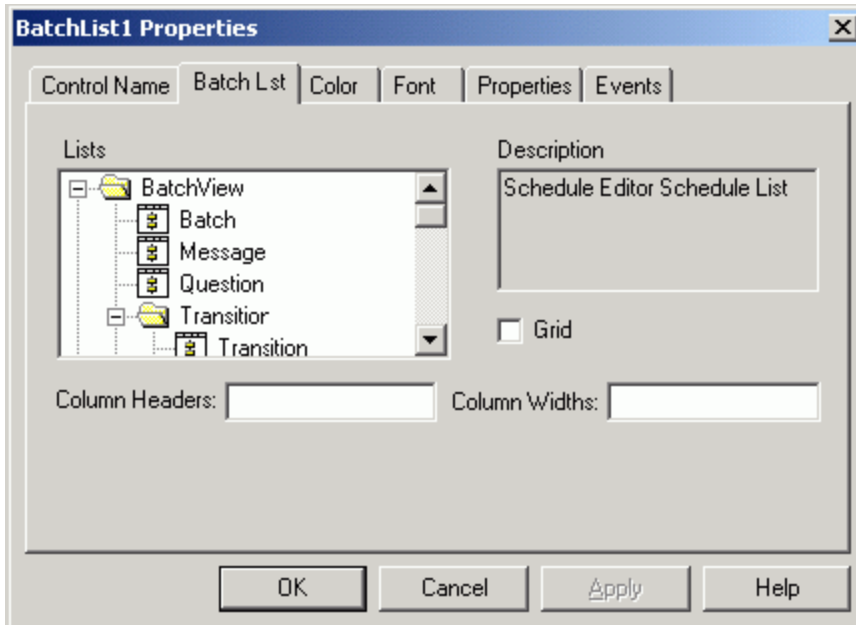 BatchList1 Properties
Control Name Batch Lst Color Font Properties Events
Lists
BatchView
Batch
Message
Question
Transitior
Transition
Description
Schedule Editor Schedule List
Grid
Column Headers: Column Widths:
OK Cancel Apply Help